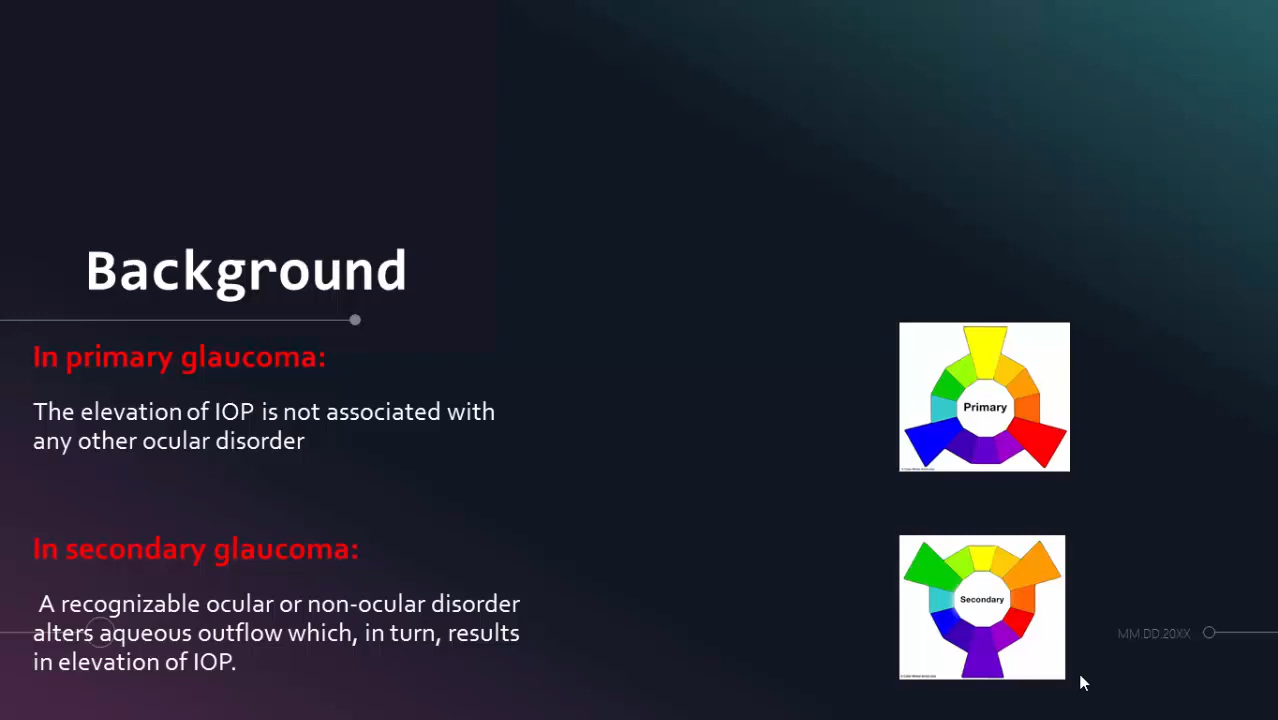 Background
In primary glaucoma:
The elevation of IOP is not associated with
any other ocular disorder
Primary
In secondary glaucoma:
A recognizable ocular or non-ocular disorder
alters aqueous outflow which, in turn, results
in elevation of IOP.
Secondary
MM.DD.20XX